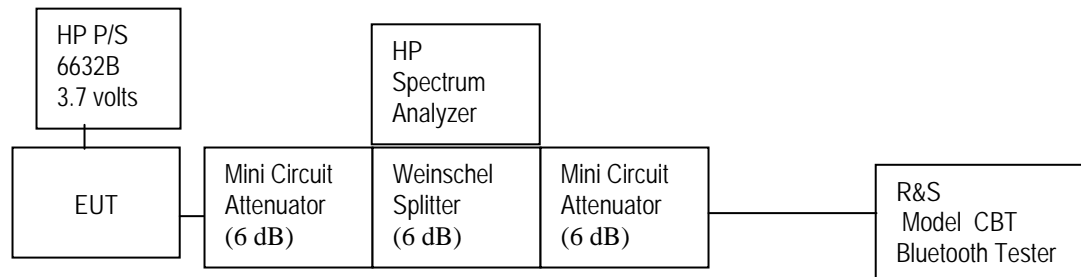 HP P/S
6632B
3.7 volts
HP
Spectrum
Analyzer
EUT
Mini Circuit
Attenuator
(6 dB)
Weinschel
Splitter
(6 dB)
Mini Circuit
Attenuator
(6 dB)
R&S
Model CBT
Bluetooth Tester